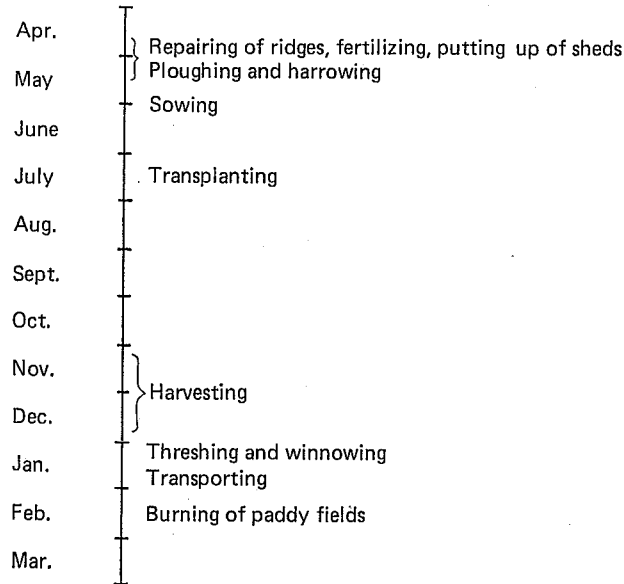 Apr.
Repairing of ridges, fertilizing, putting up of sheds
Ploughing and harrowing
May
Sowing
June
July
Transplanting
Aug.
Sept.
Oct.
Nov.
Harvesting
Dec.
Threshing and winnowing
Jan.
Transporting
Feb.
Burning of paddy fields
Mar.